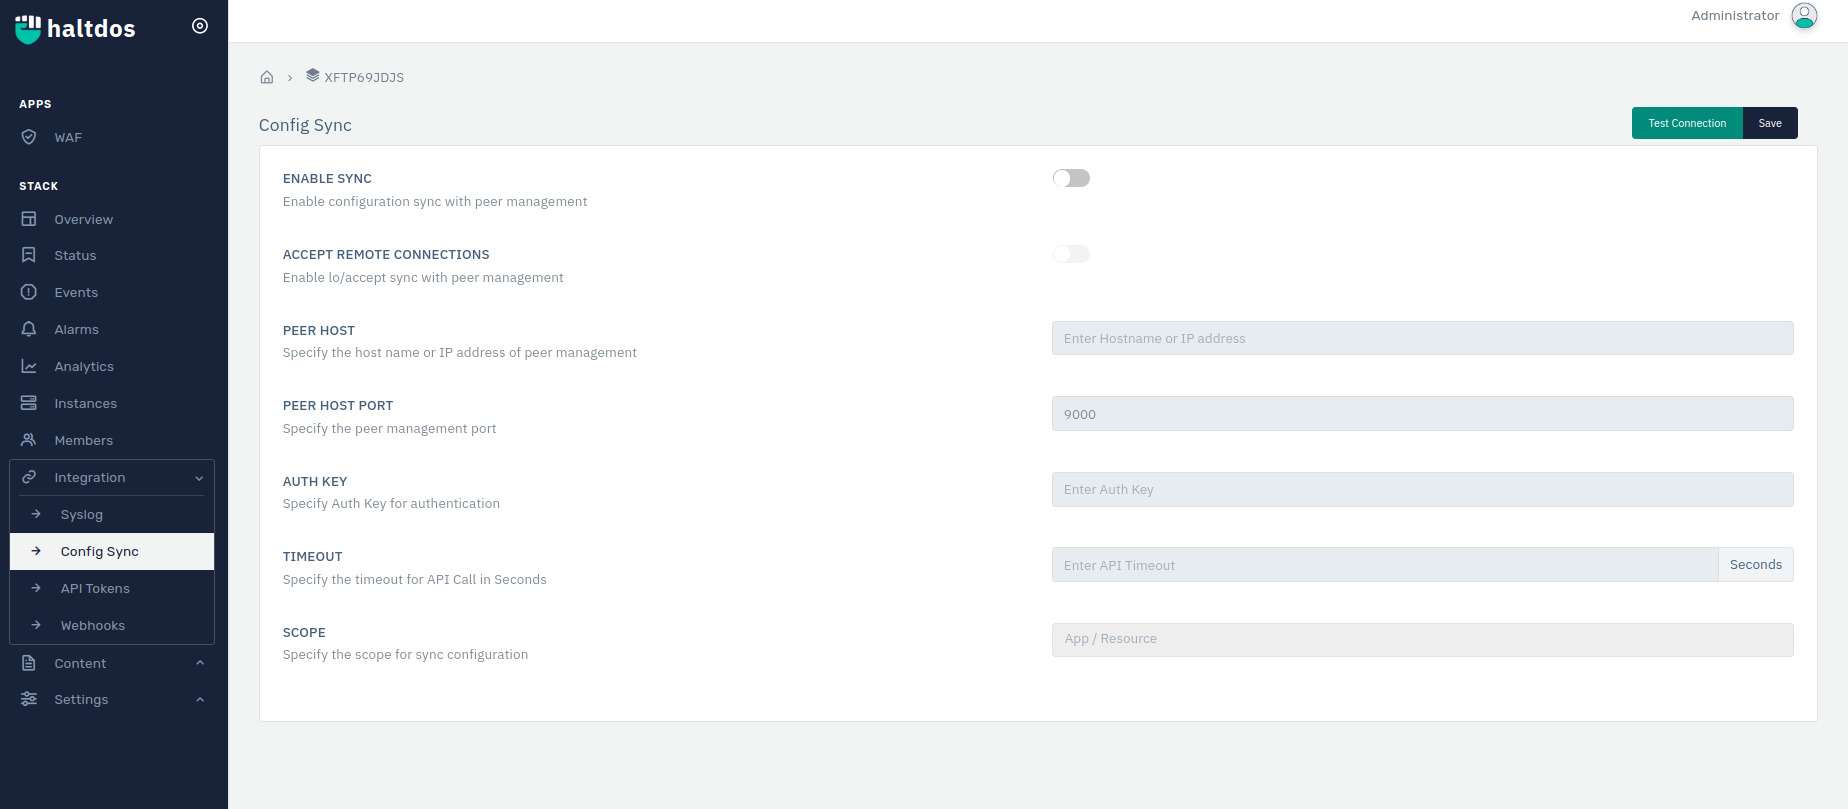 haltdos
Administrator
XFTP69JDJS
APPS
WAF
STACK
Overview
Status
Events
Alarms
Analytics
Instances
Members
Integration
Syslog
Config Sync
API Tokens
Webhooks
Content
Settings
Config Sync
Test Connection Save
ENABLE SYNC
Enable configuration sync with peer management
ACCEPT REMOTE CONNECTIONS
Enable lo/accept sync with peer management
PEER HOST
Specify the host name or IP address of peer management
Enter Hostname or IP address
PEER HOST PORT
Specify the peer management port
9000
AUTH KEY
Specify Auth Key for authentication
Enter Auth Key
TIMEOUT
Specify the timeout for API Call in Seconds
Enter API Timeout Seconds
SCOPE
Specify the scope for sync configuration
App / Resource